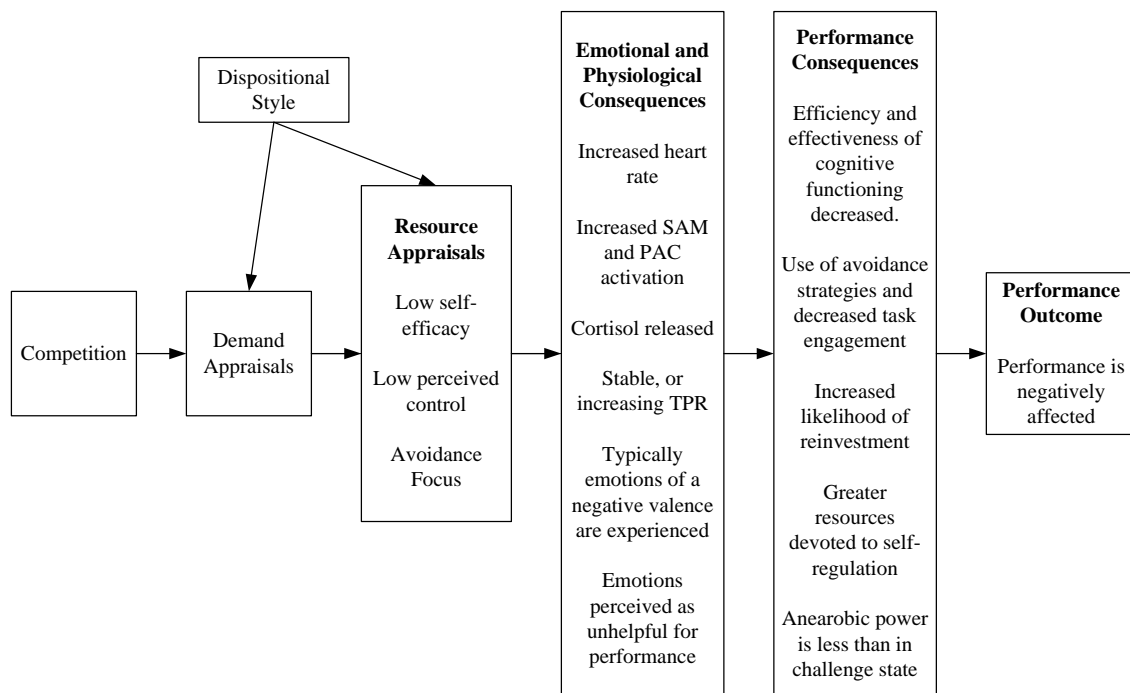 Dispositional
Style
Competition
Demand
Appraisals
Resource
Appraisals
Low self-
efficacy
Low perceived
control
Avoidance
Focus
Emotional and
Physiological
Consequences
Increased heart
rate
Increased SAM
and PAC
activation
Cortisol released
Stable, or
increasing TPR
Typically
emotions of a
negative valence
are experienced
Emotions
perceived as
unhelpful for
performance
Performance
Consequences
Efficiency and
effectiveness of
cognitive
functioning
decreased.
Use of avoidance
strategies and
decreased task
engagement
Increased
likelihood of
reinvestment
Greater
resources
devoted to self-
regulation
Anearobic power
is less than in
challenge state
Performance
Outcome
Performance is
negatively
affected